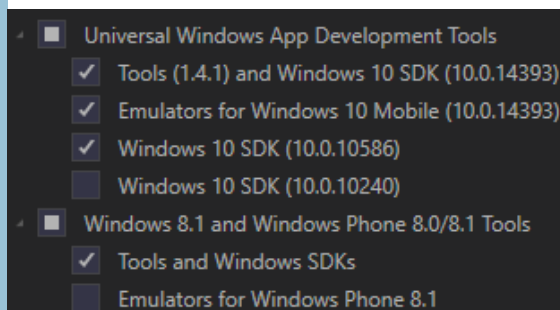 Universal Windows App Development Tools
Tools (1.4.1) and Windows 10 SDK (10.0.14393)
Emulators for Windows 10 Mobile (10.0.14393)
Windows 10 SDK (10.0.10586)
Windows 10 SDK (10.0.10240)
Windows 8.1 and Windows Phone 8.0/8.1 Tools
Tools and Windows SDKs
Emulators for Windows Phone 8.1